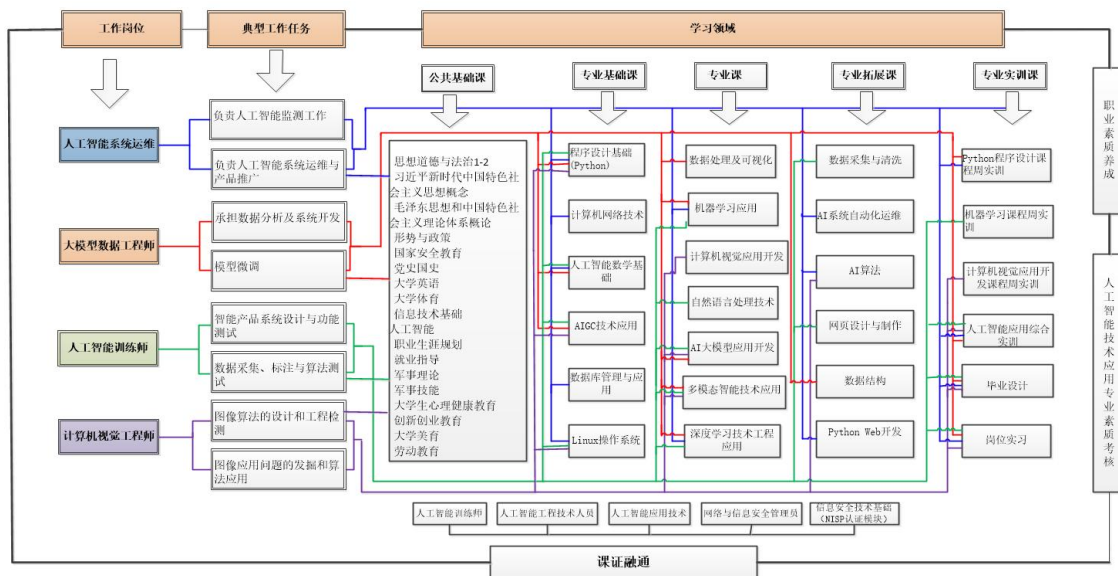 工作岗位
典型工作任务
学习领域
公共基础课
专业基础课
专业课
专业拓展课
专业实训课
人工智能系统运维
大模型数据工程师
人工智能训练师
计算机视觉工程师
负责人工智能监测工作
负责人工智能系统运维与
产品推广
承担数据分析及系统开发
模型微调
智能产品系统设计与功能
测试
数据采集、标注与算法测
试
图像算法的设计和工程检
测
图像应用问题的发掘和算
法应用
思想道德与法治1-2
习近平新时代中国特色社
会主义思想概念
毛泽东思想和中国特色社
会主义理论体系概论
形势与政策
国家安全教育
党史国史
大学英语
大学体育
信息技术基础
人工智能
职业生涯规划
就业指导
军事理论
军事技能
大学生心理健康教育
创新创业教育
大学美育
劳动教育
程序设计基础
(Python)
计算机网络技术
人工智能数学基
础
AIGC技术应用
数据库管理与应
用
Linux操作系统
数据处理及可视化
机器学习应用
计算机视觉应用开发
自然语言处理技术
AI大模型应用开发
多模态智能技术应用
深度学习技术工程
应用
数据采集与清洗
AI系统自动化运维
AI算法
网页设计与制作
数据结构
Python Web开发
Python程序设计课
程周实训
机器学习课程周实
训
计算机视觉应用开
发课程周实训
人工智能应用综合
实训
毕业设计
岗位实习
职业素质养成
人工智能技术应用专业素质考核
人工智能训练师
人工智能工程技术人员
人工智能应用技术
网络与信息安全管理员
信息安全技术基础
(NISP认证模块)
课证融通